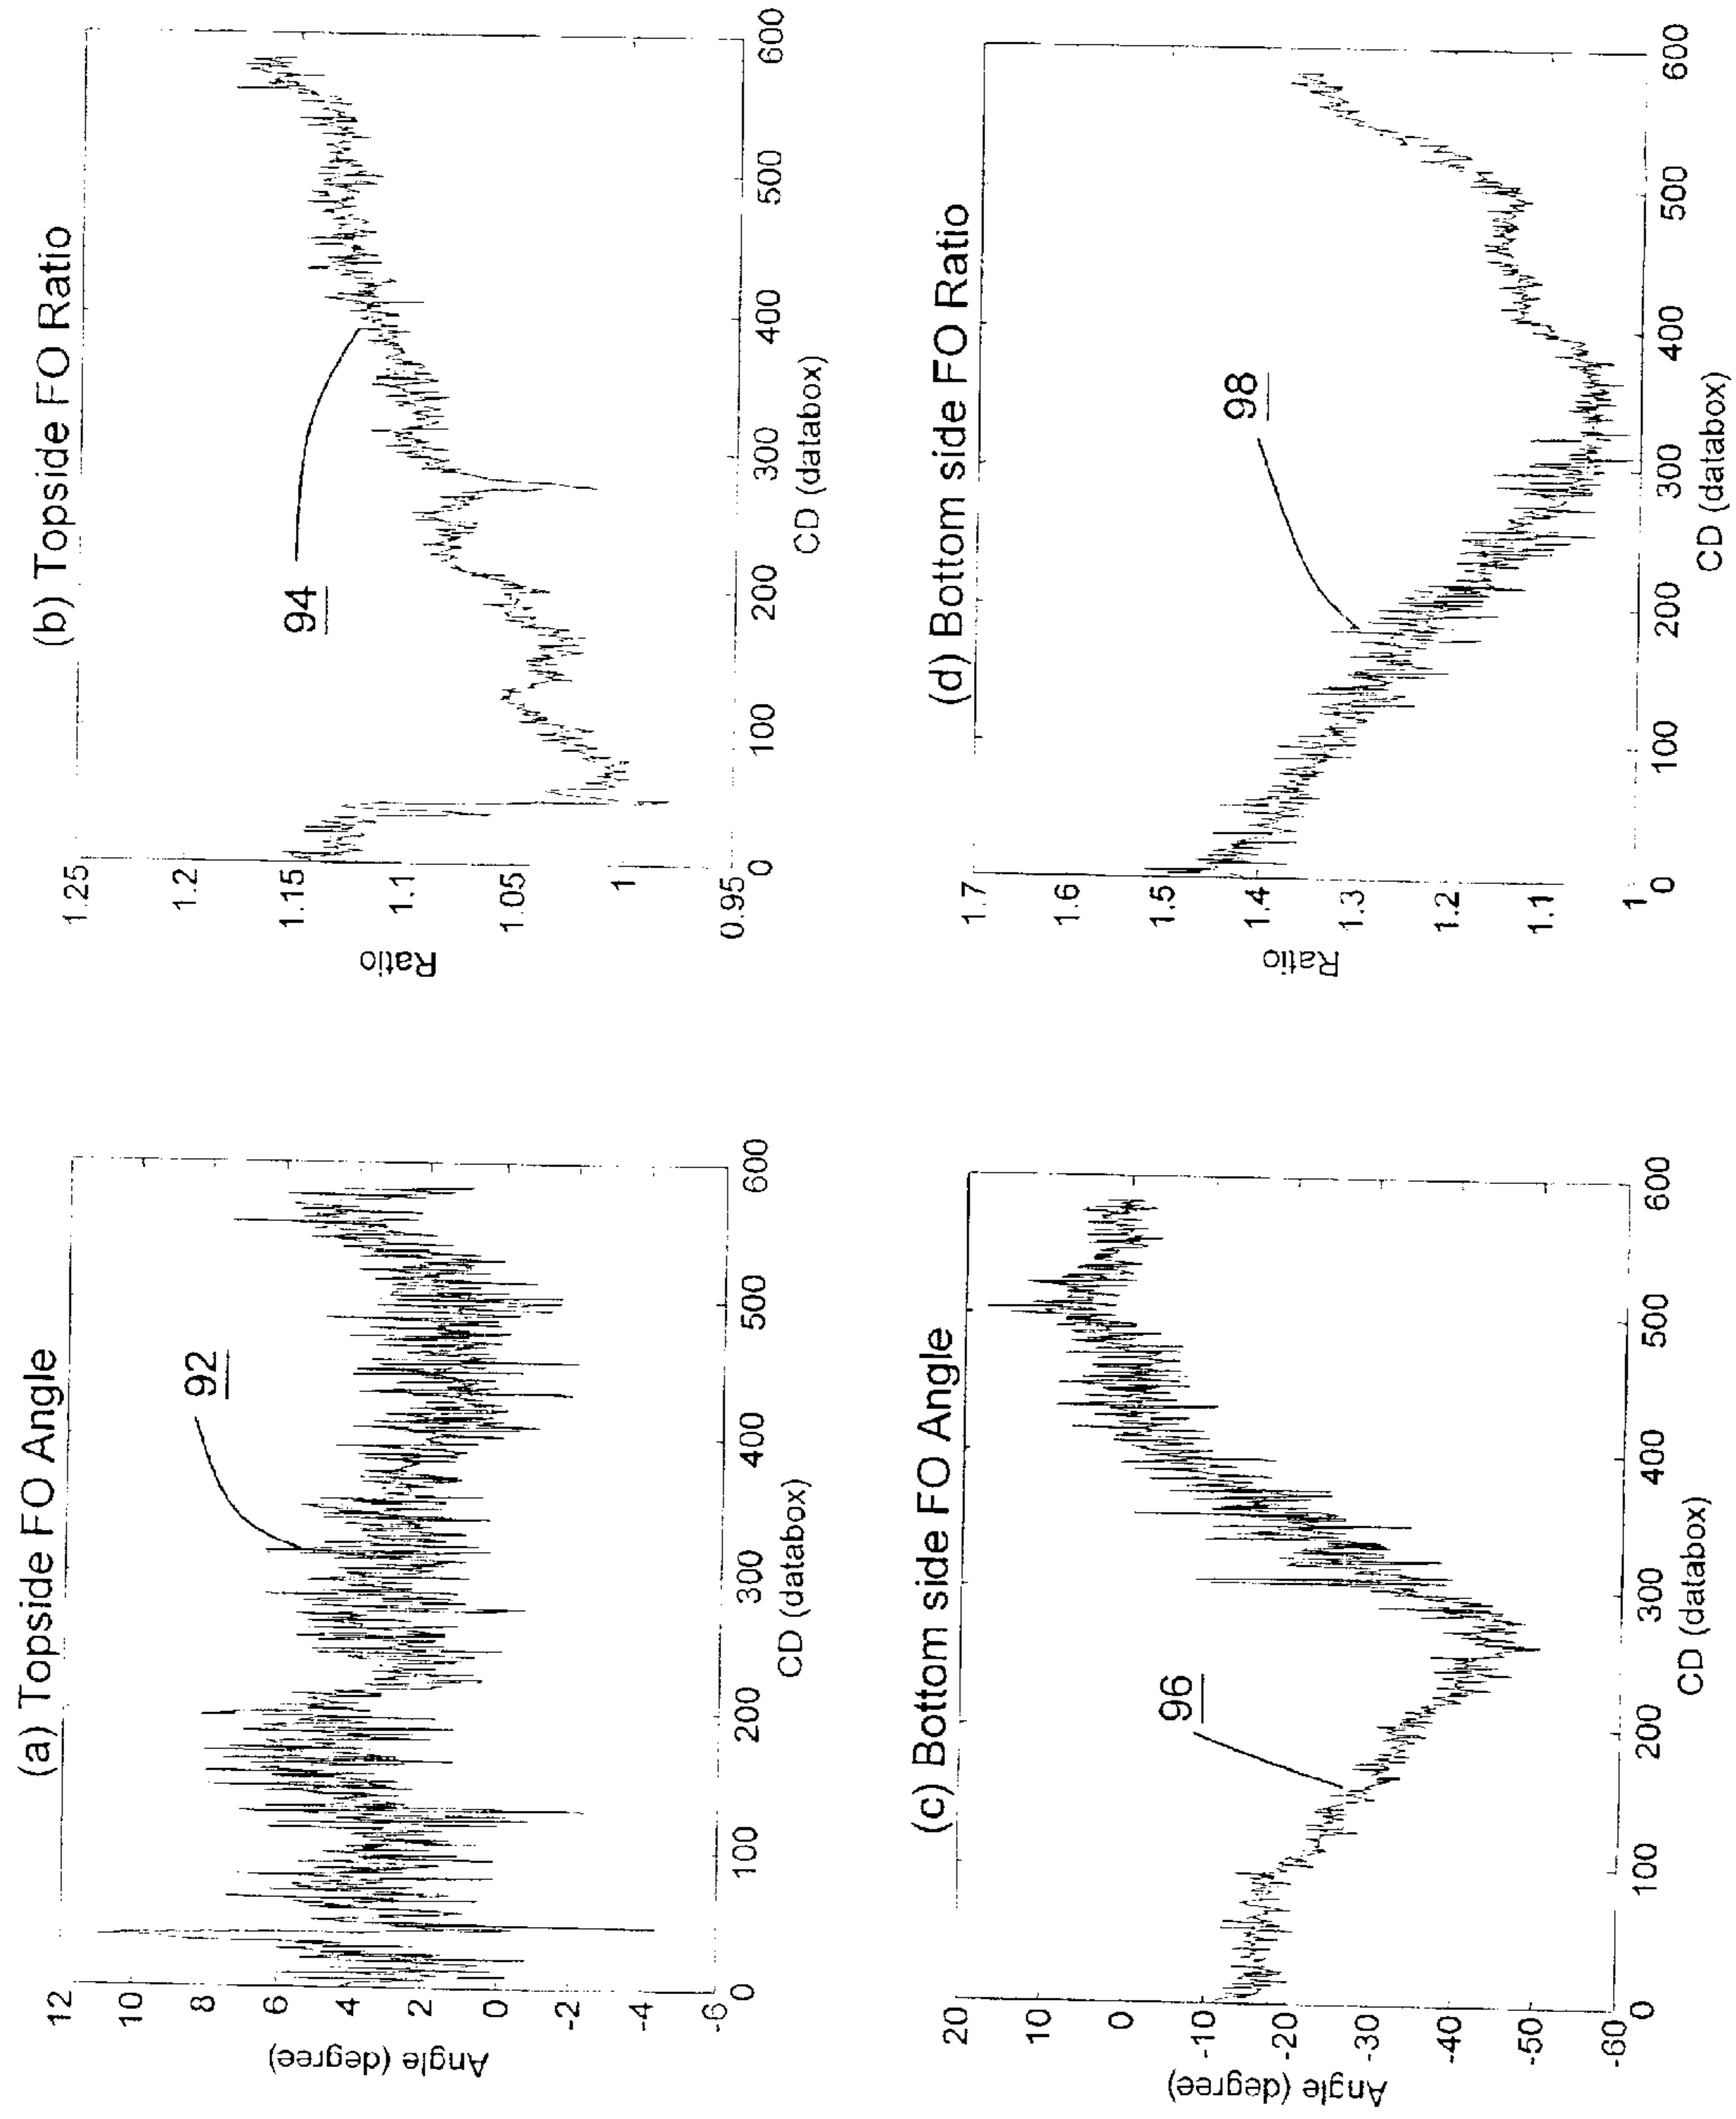 (a) Topside FO Angle
92
12
10
8
6
4
2
0
-2
-4
-6
Angle (degree)
0 100 200 300 400 500 600
CD (databox)
(b) Topside FO Ratio
94
1.25
1.2
1.15
1.1
1.05
1
0.95
Ratio
0 100 200 300 400 500 600
CD (databox)
(c) Bottom side FO Angle
96
20
10
0
-10
-20
-30
-40
-50
-60
Angle (degree)
0 100 200 300 400 500 600
CD (databox)
(d) Bottom side FO Ratio
98
1.7
1.6
1.5
1.4
1.3
1.2
1.1
1
Ratio
0 100 200 300 400 500 600
CD (databox)